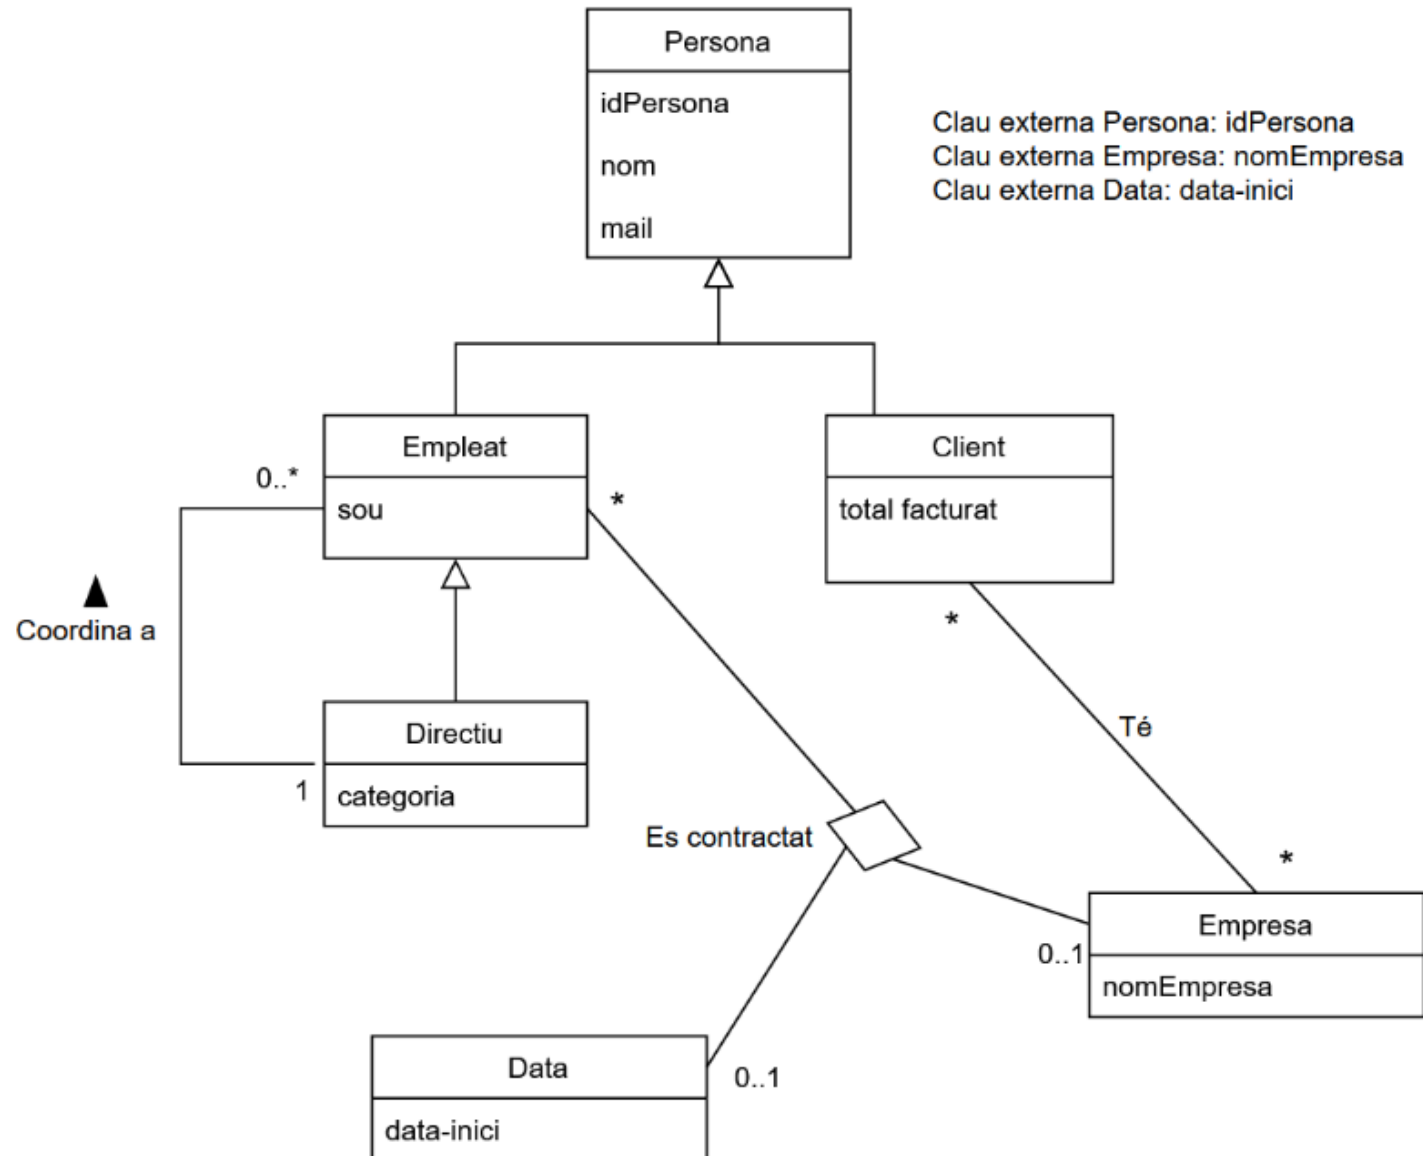 Persona
idPersona
nom
mail
Clau externa Persona: idPersona
Clau externa Empresa: nomEmpresa
Clau externa Data: data-inici
Empleat
sou
Client
total facturat
0..*
*
Coordina a
*
Directiu
categoria
1
Té
Es contractat
*
Empresa
nomEmpresa
0..1
Data
data-inici
0..1